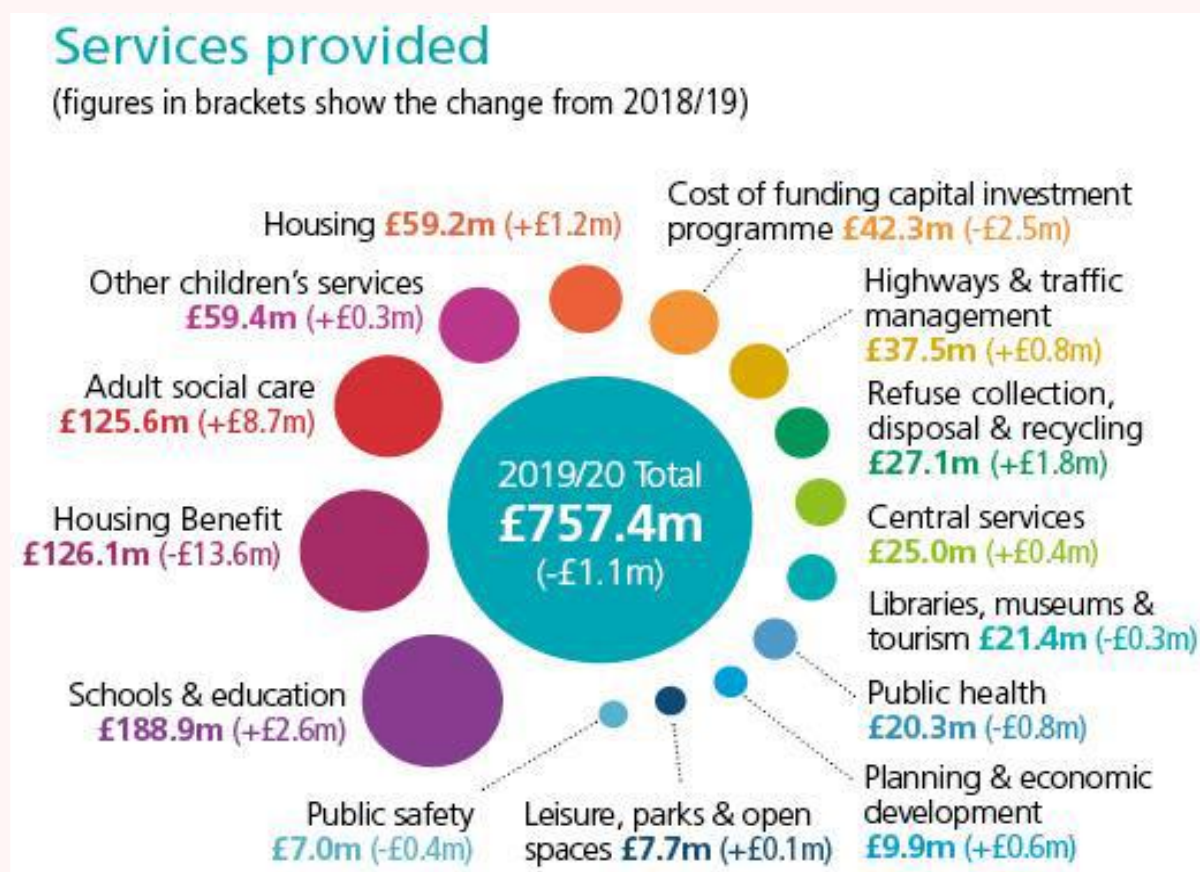 Services provided
(figures in brackets show the change from 2018/19)
Cost of funding capital investment
programme £42.3m (-£2.5m)
Housing £59.2m (+£1.2m)
Highways & traffic
management
£37.5m (+£0.8m)
Other children's services
£59.4m (+£0.3m)
Refuse collection,
disposal & recycling
£27.1m (+£1.8m)
Adult social care
£125.6m (+£8.7m)
2019/20 Total
£757.4m
(-£1.1m)
Central services
£25.0m (+£0.4m)
Housing Benefit
£126.1m (-£13.6m)
Libraries, museums &
tourism £21.4m (-£0.3m)
Public health
£20.3m (-£0.8m)
Schools & education
£188.9m (+£2.6m)
Planning & economic
development
£9.9m (+£0.6m)
Public safety
£7.0m (-£0.4m)
Leisure, parks & open
spaces £7.7m (+£0.1m)